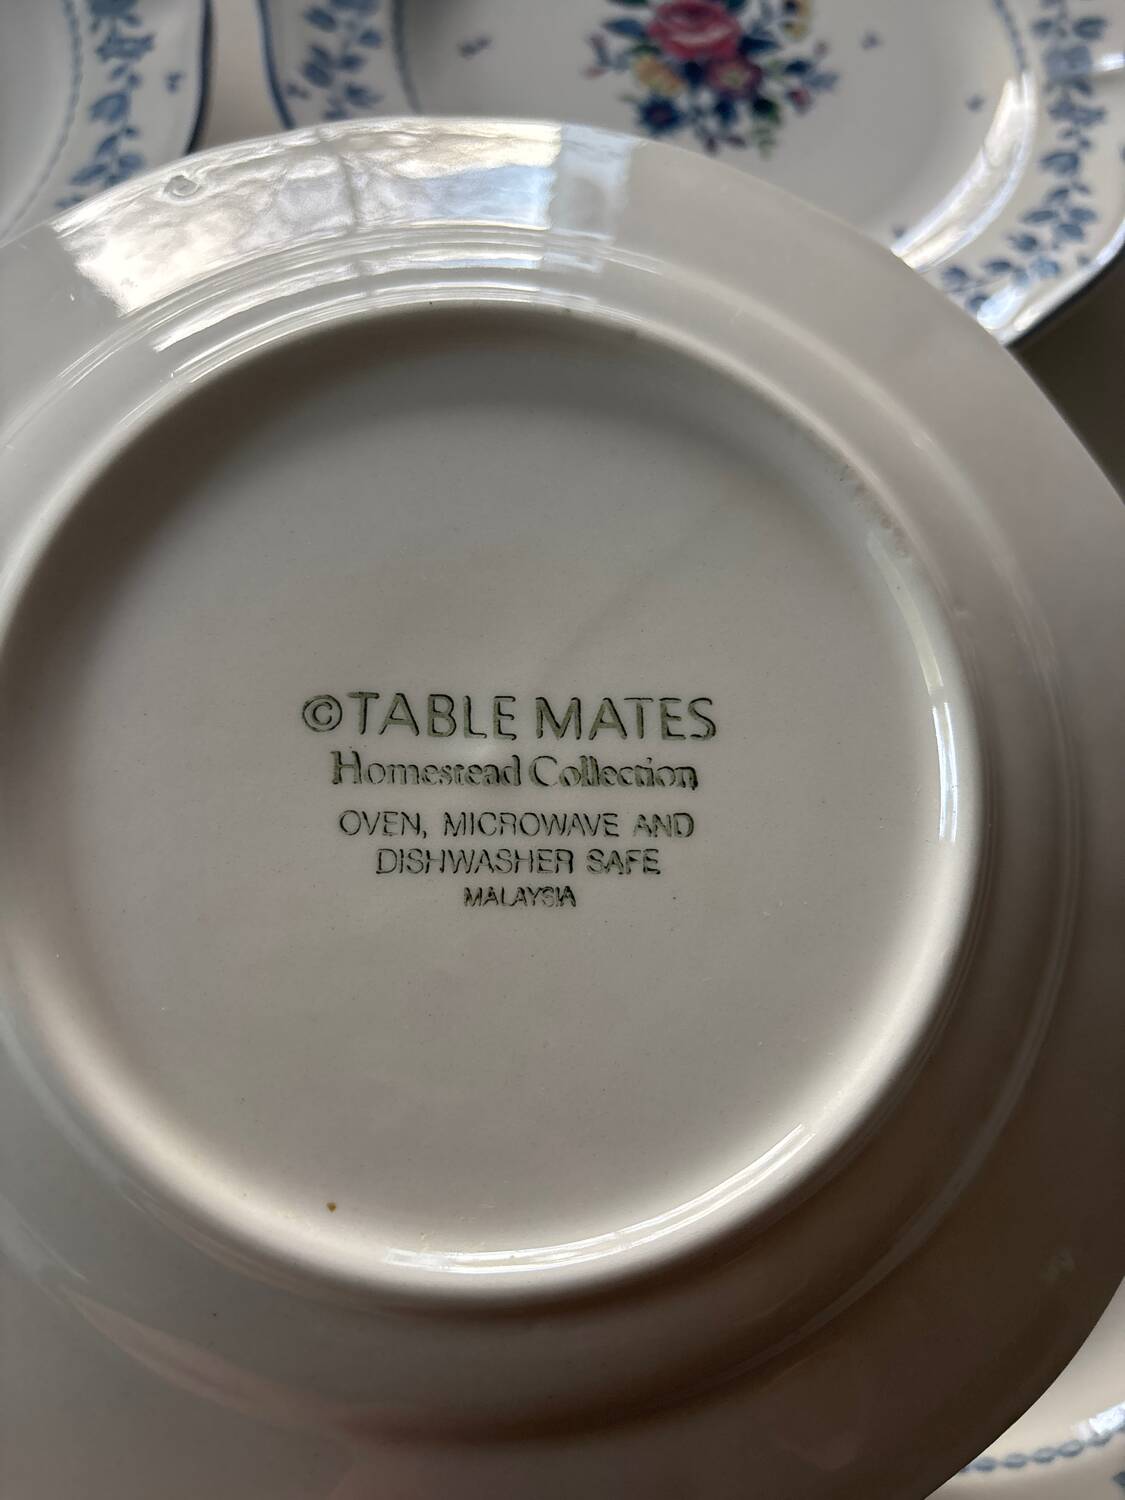 ©TABLE MATES
Homestead Collection
OVEN, MICROWAVE AND
DISHWASHER SAFE
MALAYSIA